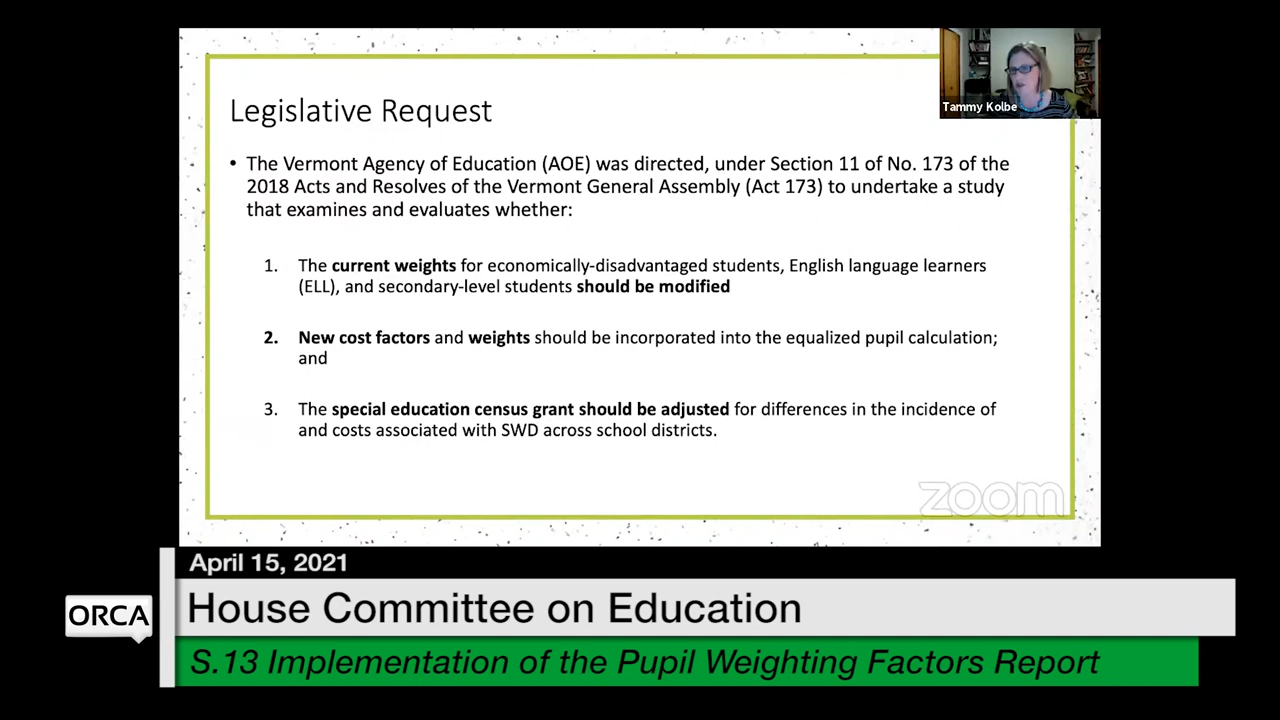 Tammy Kolbe
Legislative Request
• The Vermont Agency of Education (AOE) was directed, under Section 11 of No. 173 of the
2018 Acts and Resolves of the Vermont General Assembly (Act 173) to undertake a study
that examines and evaluates whether:
1. The current weights for economically-disadvantaged students, English language learners
(ELL), and secondary-level students should be modified
2. New cost factors and weights should be incorporated into the equalized pupil calculation;
and
3. The special education census grant should be adjusted for differences in the incidence of
and costs associated with SWD across school districts.
zoom
April 15, 2021
ORCA
House Committee on Education
S.13 Implementation of the Pupil Weighting Factors Report